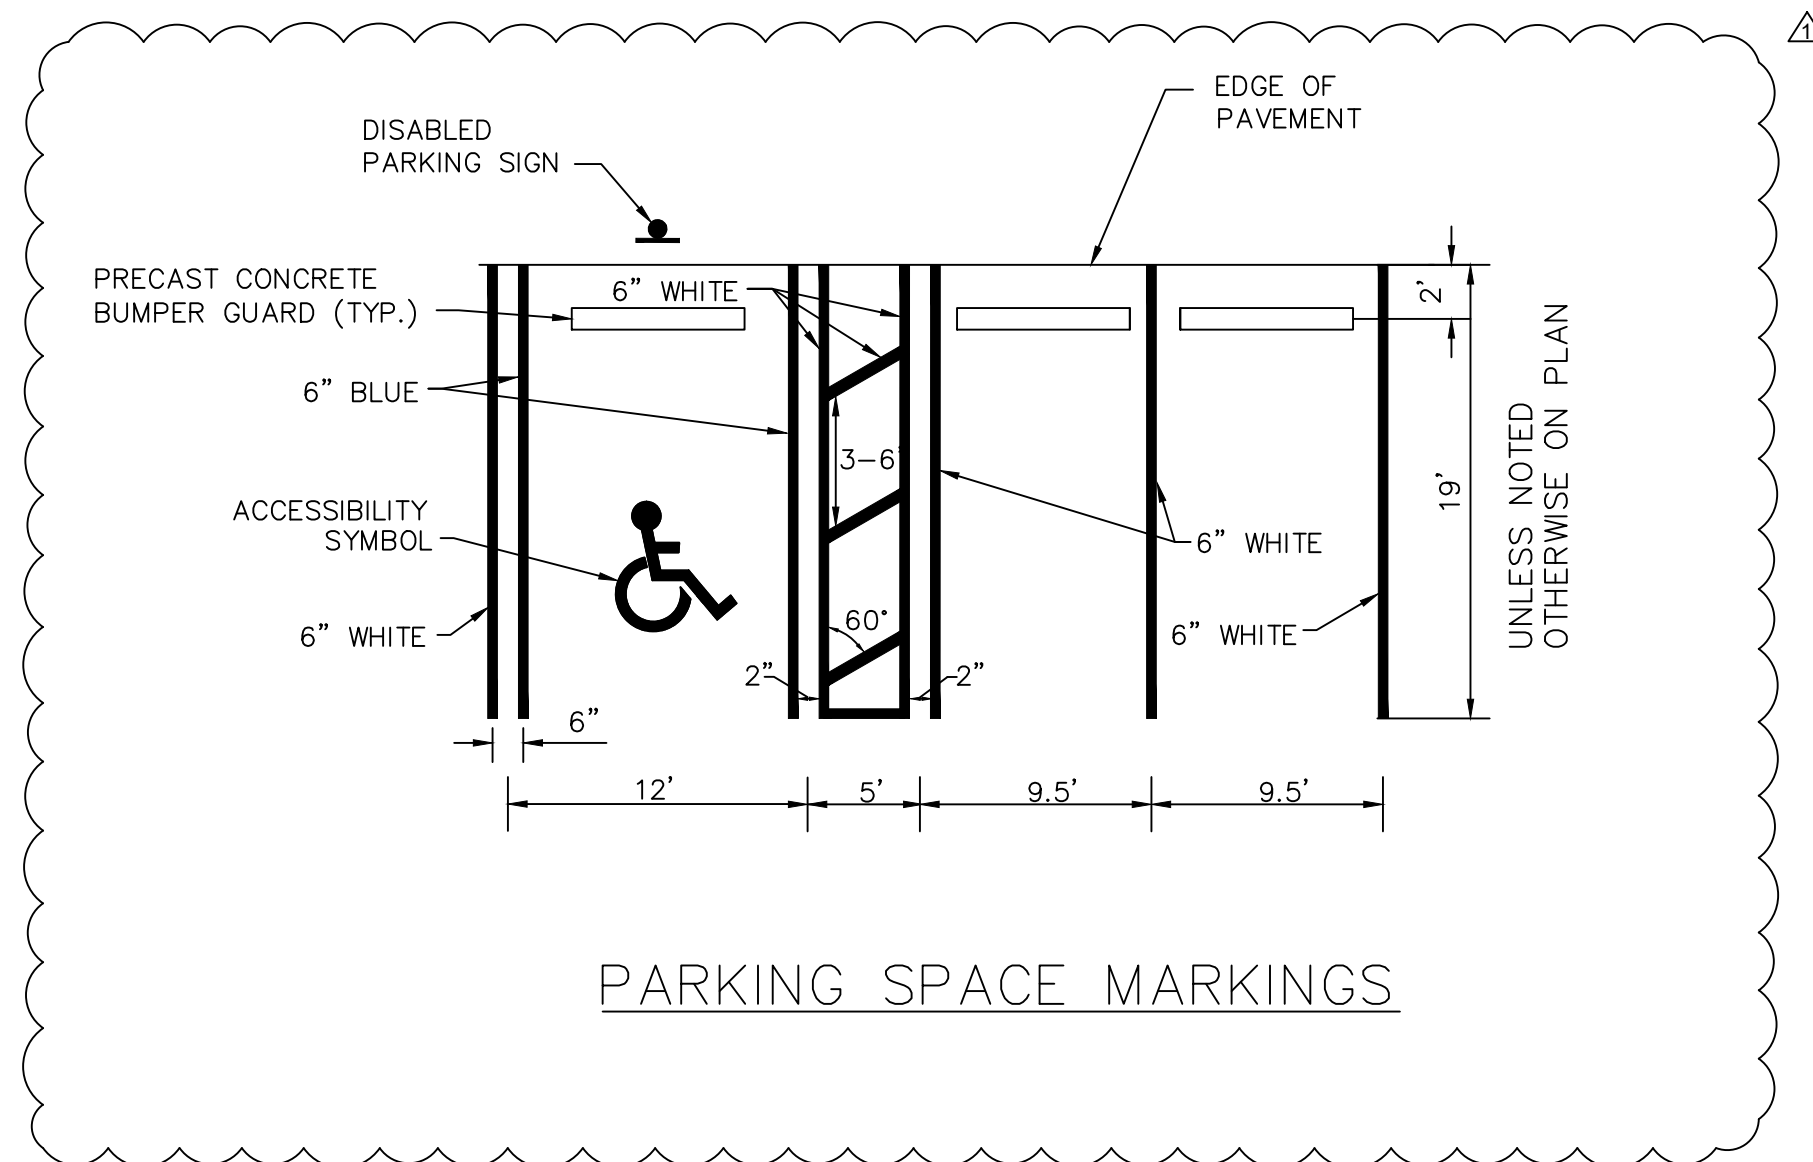 1
EDGE OF
PAVEMENT
DISABLED
PARKING SIGN
PRECAST CONCRETE
BUMPER GUARD (TYP.)
6" WHITE
2'
6" BLUE
3-6'
ACCESSIBILITY
SYMBOL
19'
UNLESS NOTED
OTHERWISE ON PLAN
6" WHITE
6" WHITE
60°
6" WHITE
2"
2"
6"
12'
5'
9.5'
9.5'
PARKING SPACE MARKINGS